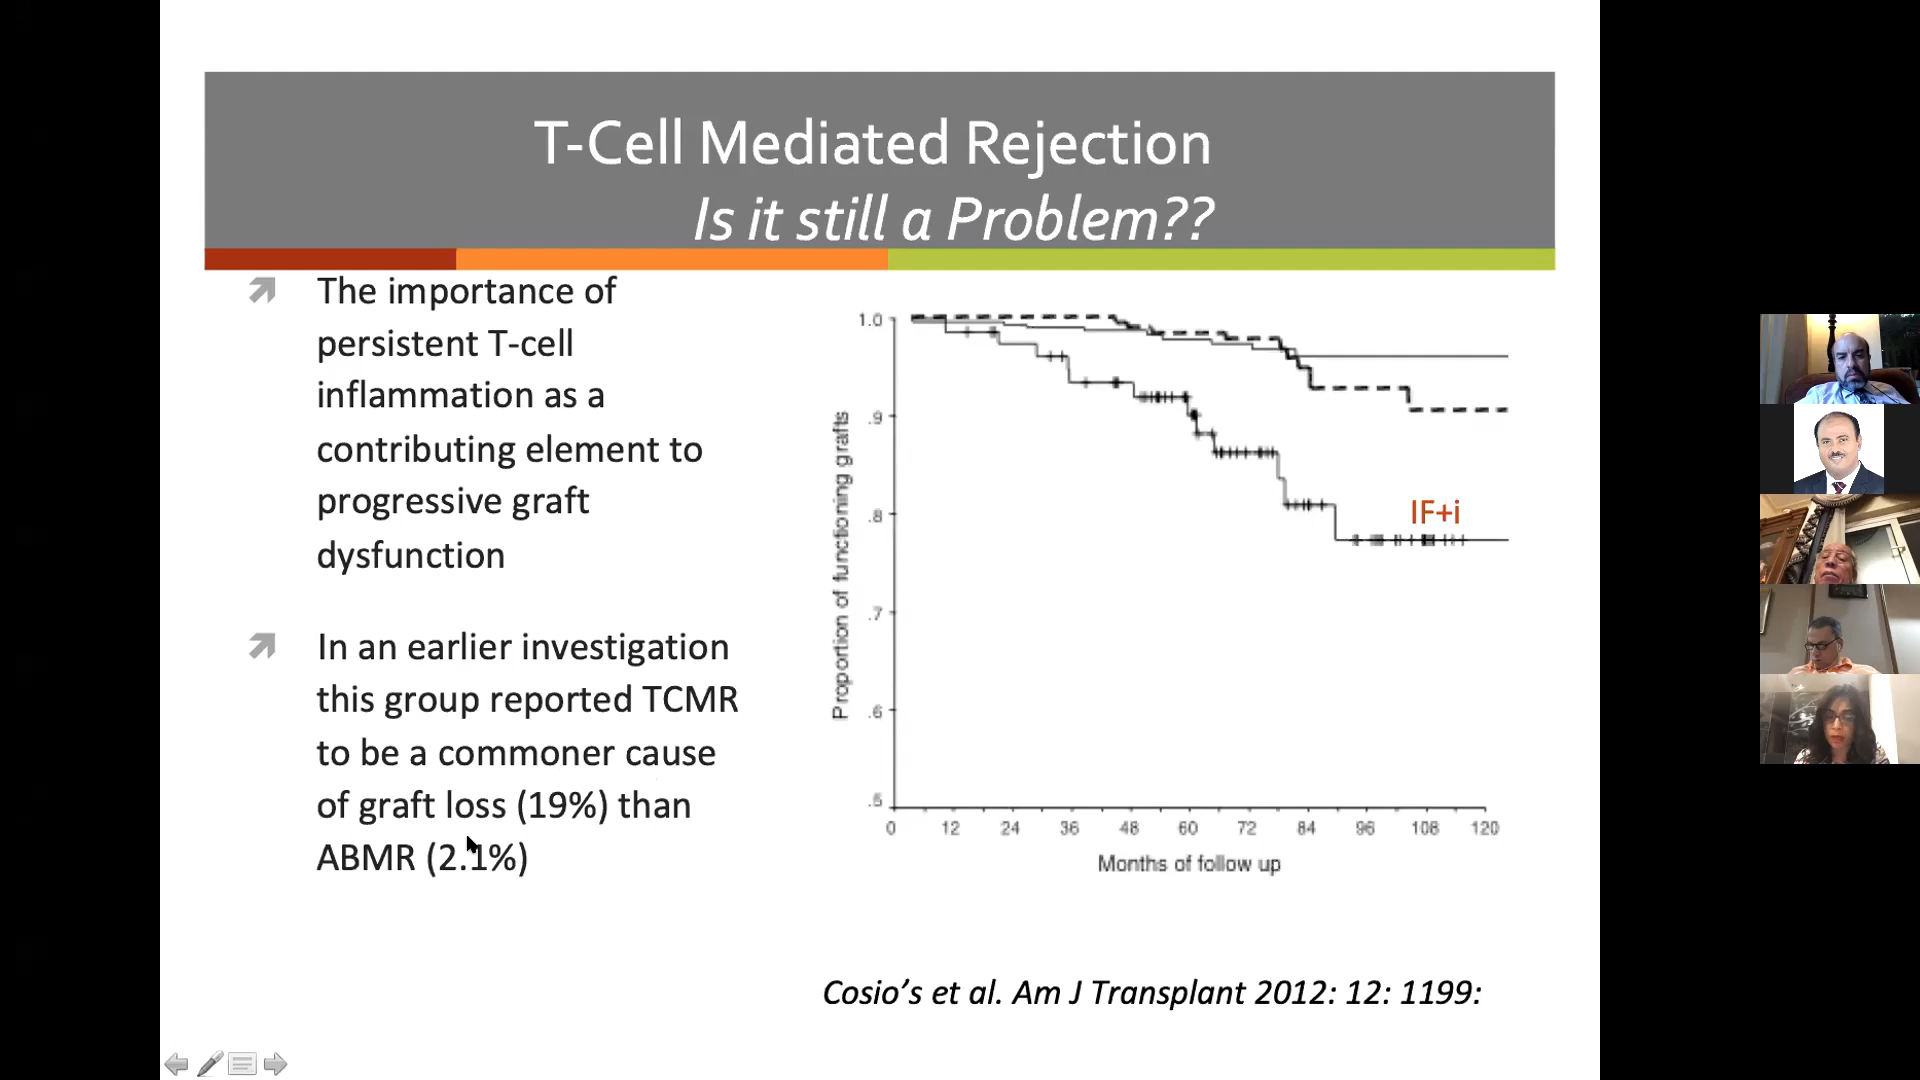 T-Cell Mediated Rejection
Is it still a Problem??
The importance of
persistent T-cell
inflammation as a
contributing element to
progressive graft
dysfunction
In an earlier investigation
this group reported TCMR
to be a commoner cause
of graft loss (19%) than
ABMR (2.1%)
Proportion of functioning grafts
1.0
.9
.8
.7
.6
.5
IF+i
0 12 24 36 48 60 72 84 96 108 120
Months of follow up
Cosio's et al. Am J Transplant 2012: 12: 1199: